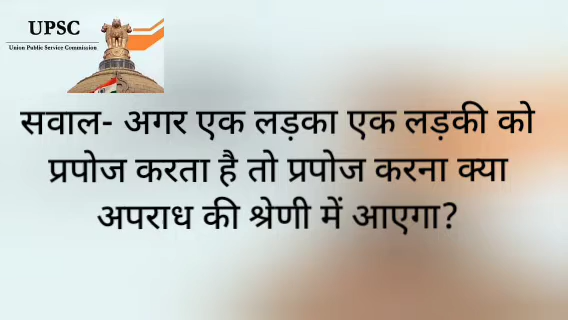 UPSC
Union Public Service Commission
सवाल- अगर एक लड़का एक लड़की को
प्रपोज करता है तो प्रपोज करना क्या
अपराध की श्रेणी में आएगा?